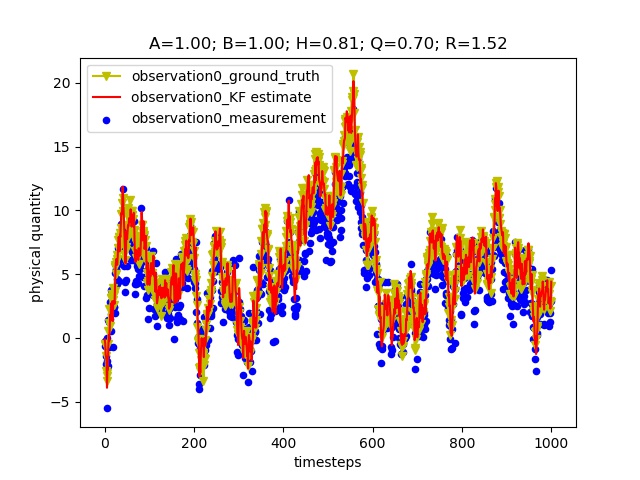 A=1.00; B=1.00; H=0.81; Q=0.70; R=1.52
observation0_ground_truth
observation0_KF estimate
observation0_measurement
physical quantity
20
15
10
5
0
−5
0 200 400 600 800 1000
timesteps